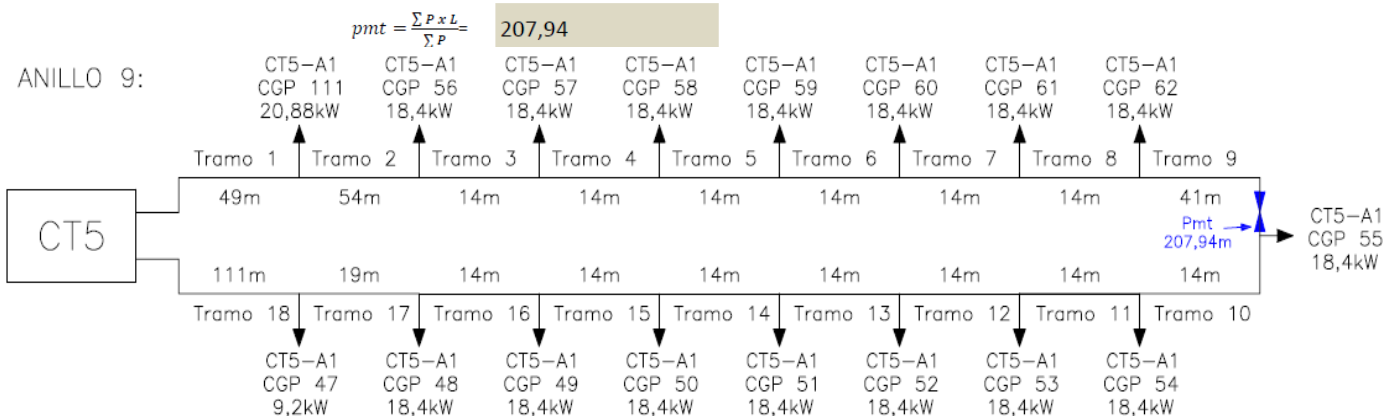 pmt = ∑ P x L / ∑ P = 207,94
ANILLO 9:
CT5-A1 CT5-A1 CT5-A1 CT5-A1 CT5-A1 CT5-A1 CT5-A1 CT5-A1
CGP 111 CGP 56 CGP 57 CGP 58 CGP 59 CGP 60 CGP 61 CGP 62
20,88kW 18,4kW 18,4kW 18,4kW 18,4kW 18,4kW 18,4kW 18,4kW
Tramo 1 Tramo 2 Tramo 3 Tramo 4 Tramo 5 Tramo 6 Tramo 7 Tramo 8 Tramo 9
49m 54m 14m 14m 14m 14m 14m 14m 41m
CT5
Pmt
207,94m
CT5-A1
CGP 55
18,4kW
111m 19m 14m 14m 14m 14m 14m 14m 14m
Tramo 18 Tramo 17 Tramo 16 Tramo 15 Tramo 14 Tramo 13 Tramo 12 Tramo 11 Tramo 10
CT5-A1 CT5-A1 CT5-A1 CT5-A1 CT5-A1 CT5-A1 CT5-A1 CT5-A1
CGP 47 CGP 48 CGP 49 CGP 50 CGP 51 CGP 52 CGP 53 CGP 54
9,2kW 18,4kW 18,4kW 18,4kW 18,4kW 18,4kW 18,4kW 18,4kW